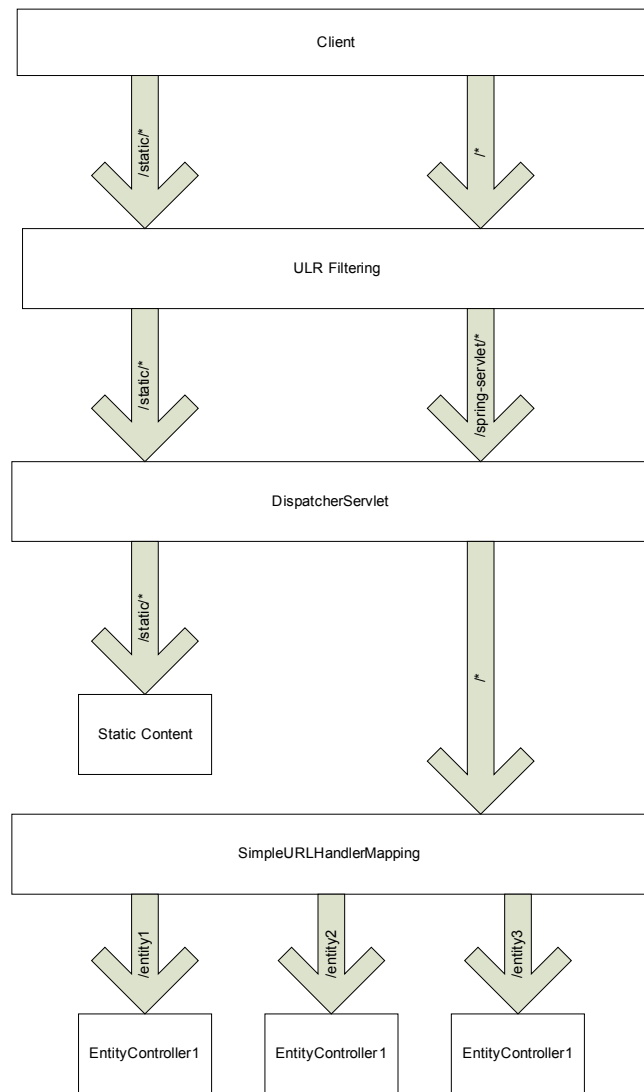 Client
/static/*
/*
ULR Filtering
/static/*
/spring-servlet/*
DispatcherServlet
/static/*
/*
Static Content
SimpleURLHandlerMapping
/entity1
/entity2
/entity3
EntityController1
EntityController1
EntityController1